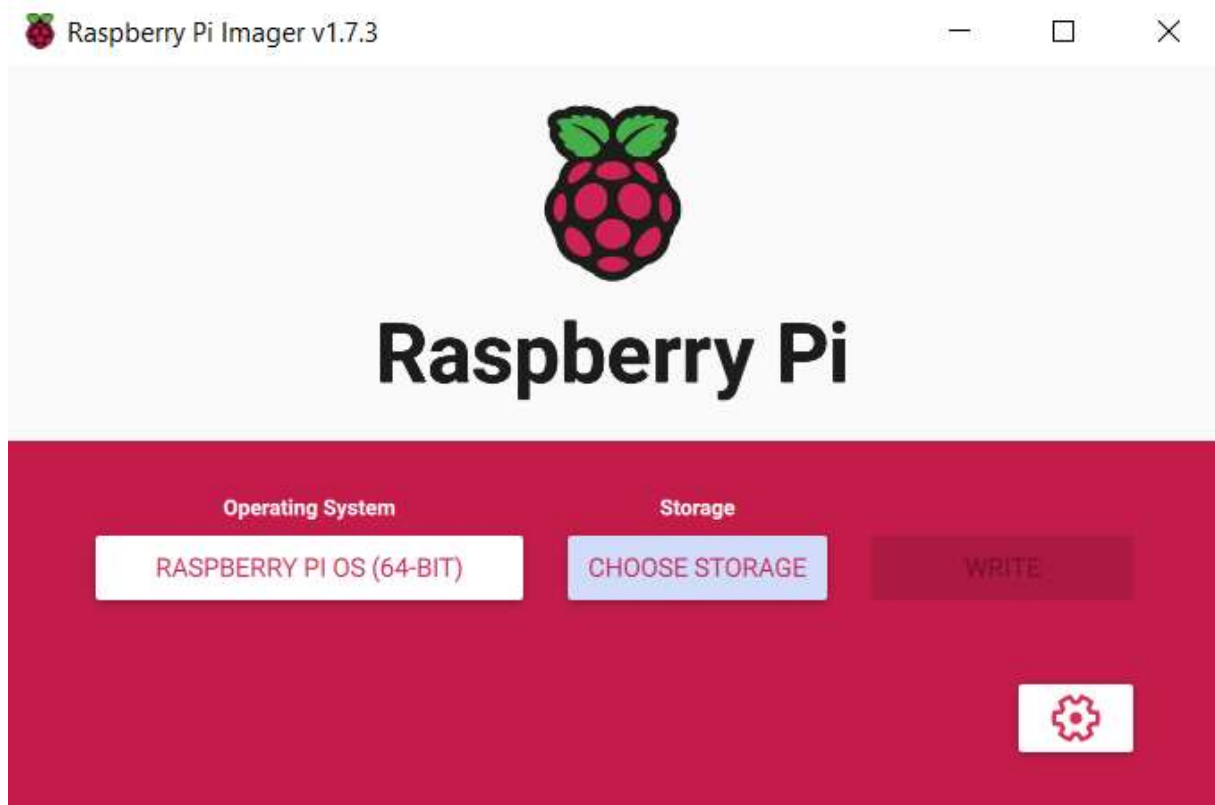 Raspberry Pi Imager v1.7.3
Raspberry Pi
Operating System
Storage
RASPBERRY PI OS (64-BIT)
CHOOSE STORAGE
WRITE